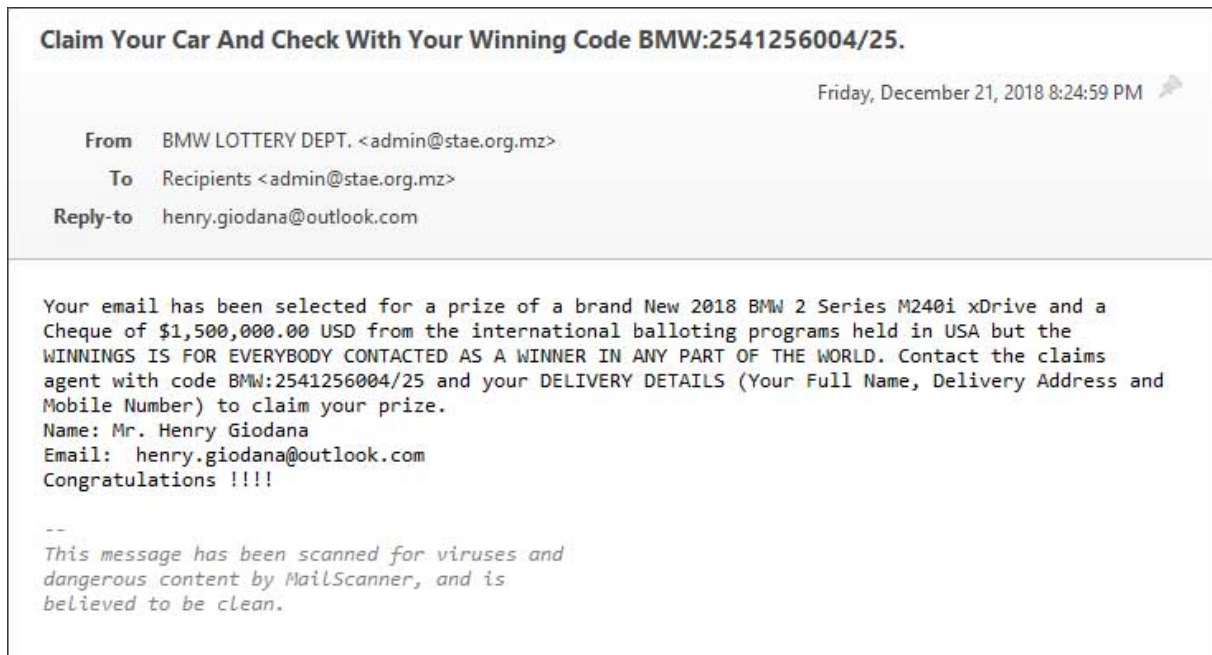 Claim Your Car And Check With Your Winning Code BMW:2541256004/25.
Friday, December 21, 2018 8:24:59 PM
From BMW LOTTERY DEPT. <admin@stae.org.mz>
To Recipients <admin@stae.org.mz>
Reply-to henry.giodana@outlook.com
Your email has been selected for a prize of a brand New 2018 BMW 2 Series M240i xDrive and a
Cheque of $1,500,000.00 USD from the international balloting programs held in USA but the
WINNINGS IS FOR EVERYBODY CONTACTED AS A WINNER IN ANY PART OF THE WORLD. Contact the claims
agent with code BMW:2541256004/25 and your DELIVERY DETAILS (Your Full Name, Delivery Address and
Mobile Number) to claim your prize.
Name: Mr. Henry Giodana
Email:  henry.giodana@outlook.com
Congratulations !!!!
--
This message has been scanned for viruses and
dangerous content by MailScanner, and is
believed to be clean.